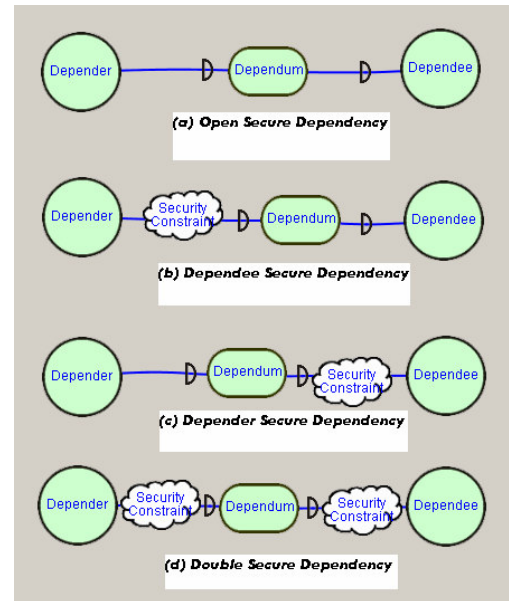 Depender
Dependum
Dependee
(a) Open Secure Dependency
Depender
Security
Constraint
Dependum
Dependee
(b) Dependee Secure Dependency
Depender
Dependum
Security
Constraint
Dependee
(c) Depender Secure Dependency
Depender
Security
Constraint
Dependum
Security
Constraint
Dependee
(d) Double Secure Dependency